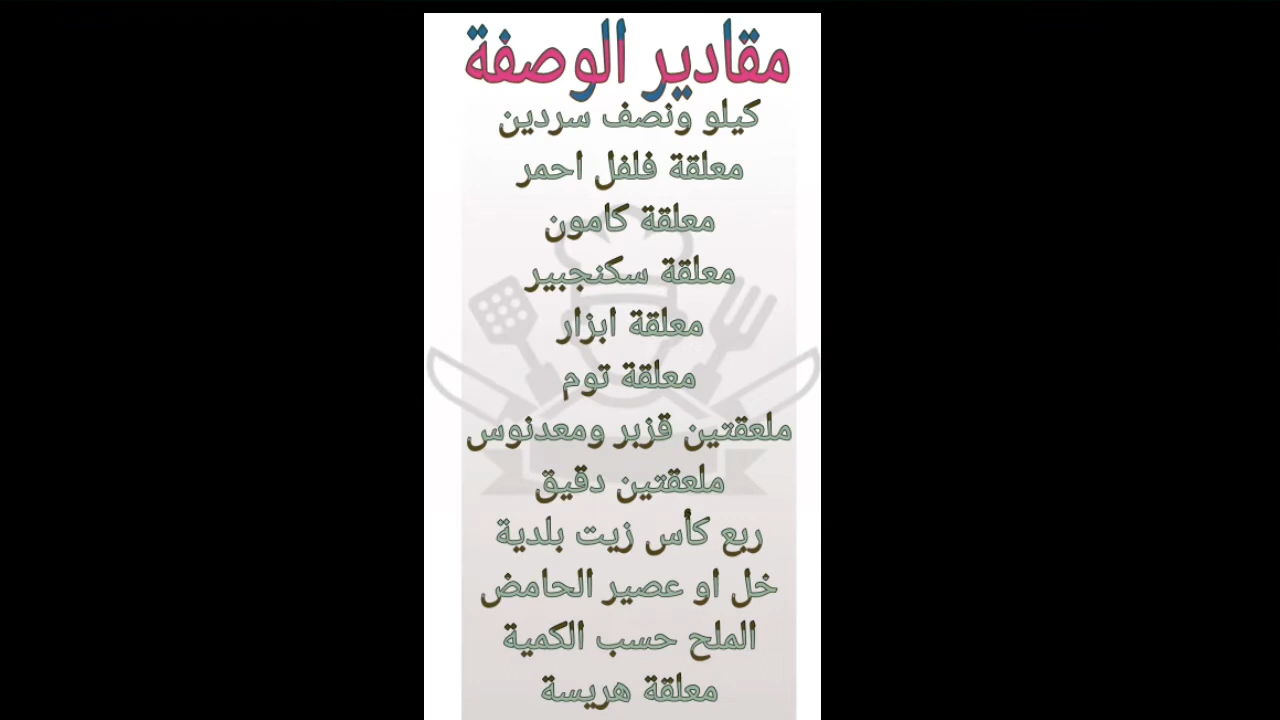 مقادير الوصفة
كيلو ونصف سردين
معلقة فلفل احمر
معلقة كامون
معلقة سكنجبير
معلقة ابزار
معلقة توم
ملعقتين قزبر ومعدنوس
ملعقتين دقيق
ربع كأس زيت بلدية
خل او عصير الحامض
الملح حسب الكمية
معلقة هريسة